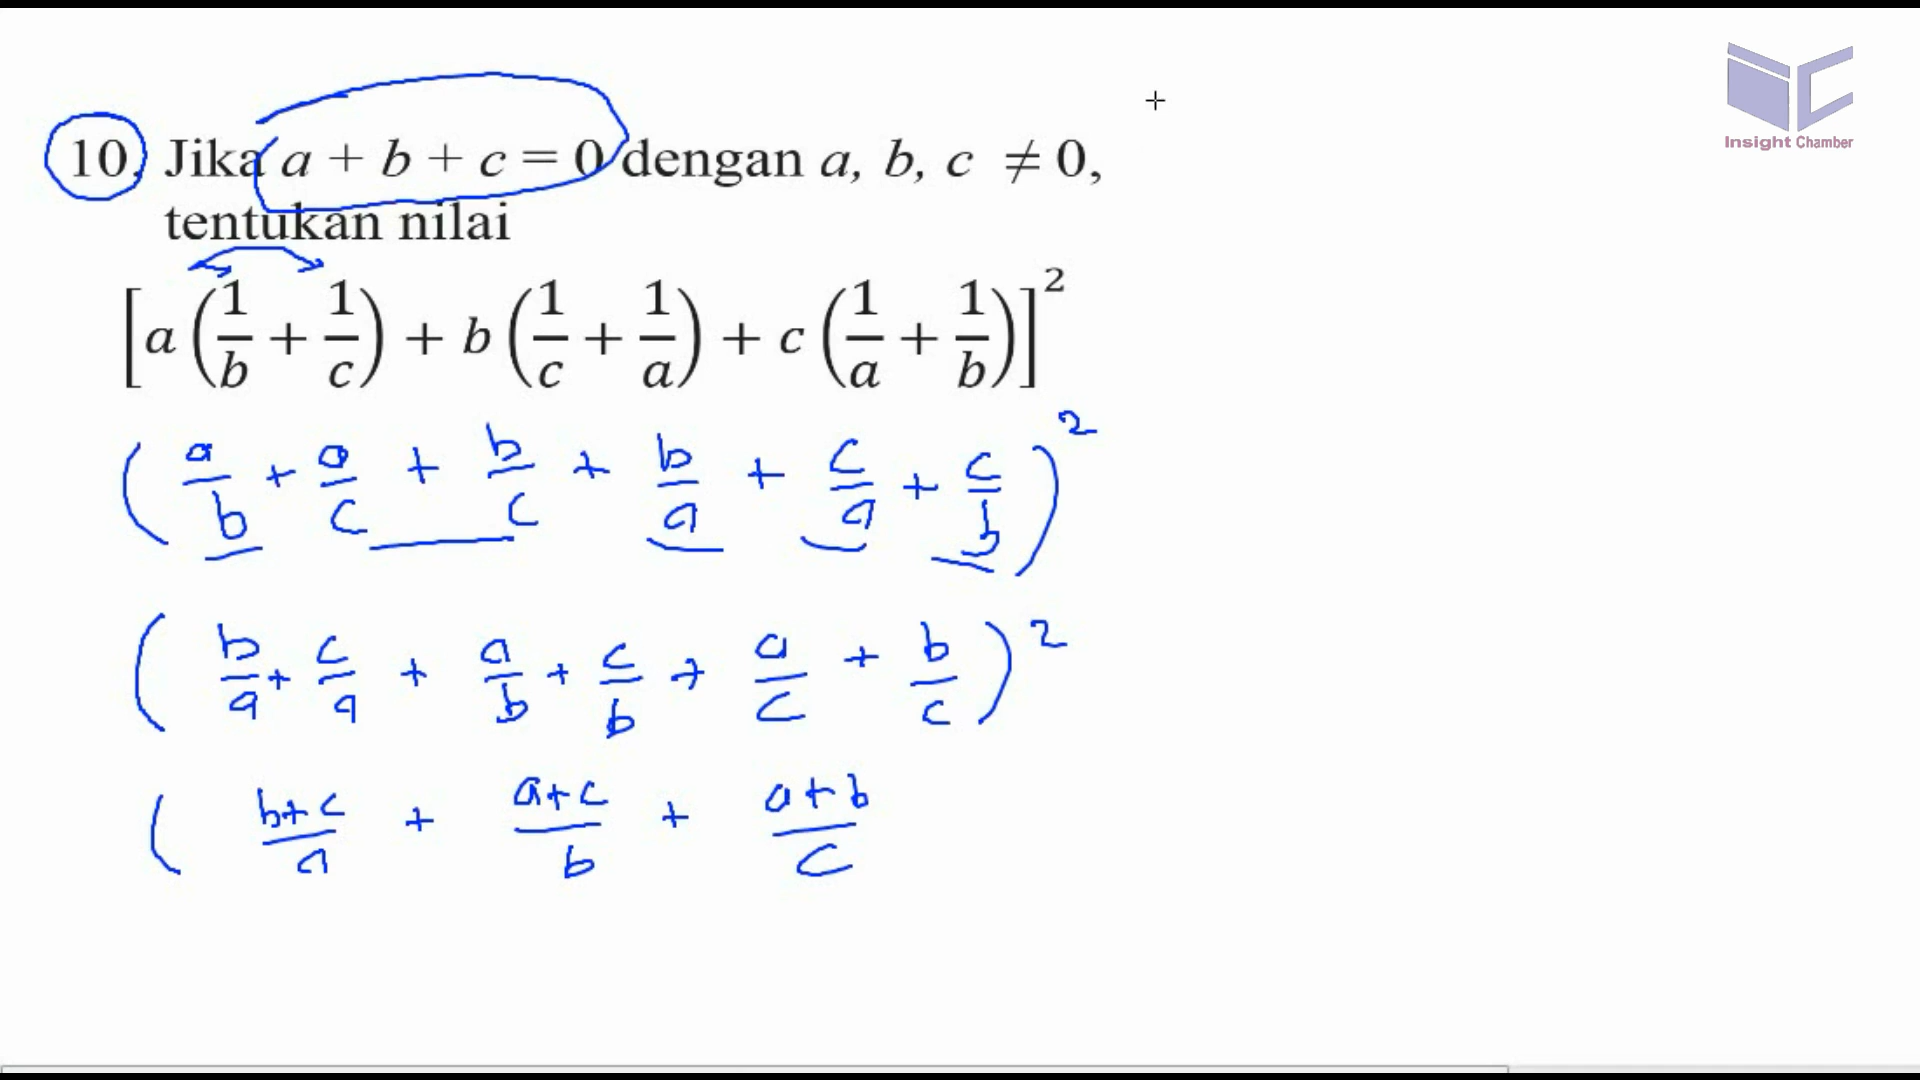 Insight Chamber
10. Jika a + b + c = 0 dengan a, b, c ≠ 0,
tentukan nilai
[a(1/b + 1/c) + b(1/c + 1/a) + c(1/a + 1/b)]²
(a/b + a/c + b/c + b/a + c/a + c/b)²
(b/a + c/a + a/b + c/b + a/c + b/c)²
(b+c/a + a+c/b + a+b/c